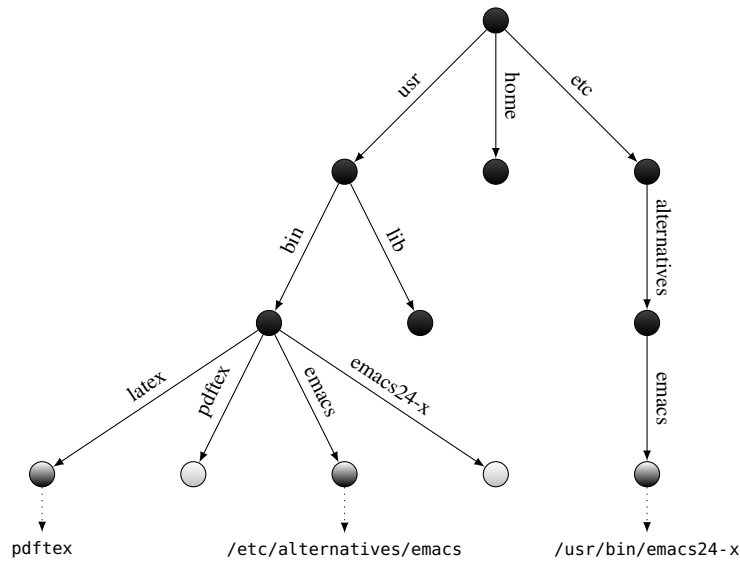 usr
home
etc
bin
lib
alternatives
latex
pdftex
emacs
emacs24-x
emacs
pdftex
/etc/alternatives/emacs
/usr/bin/emacs24-x